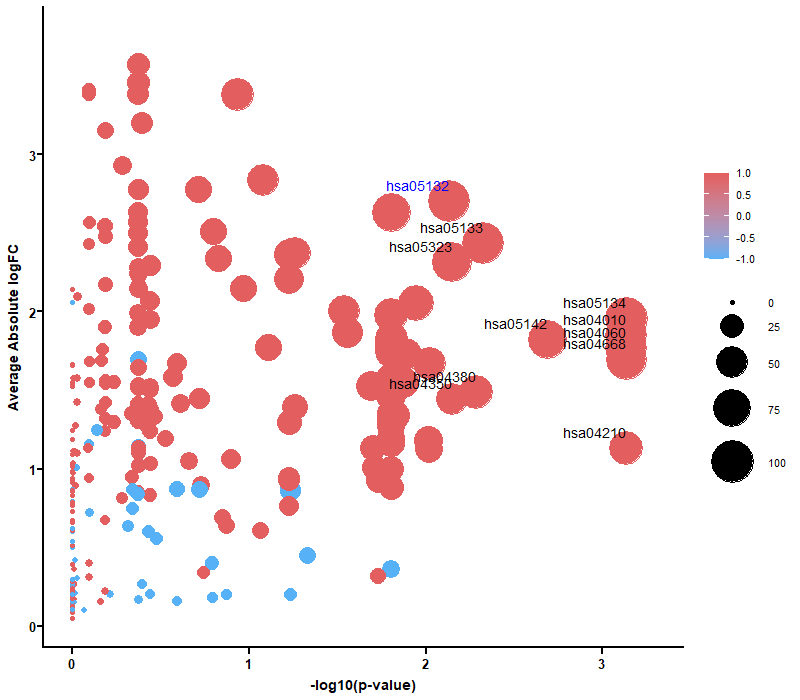 Average Absolute logFC
3
2
1
0
hsa05132
hsa05133
hsa05323
hsa05134
hsa04010
hsa05142
hsa04060
hsa04668
hsa04380
hsa04350
hsa04210
0
1
2
3
-log10(p-value)
1.0
0.5
0.0
-0.5
-1.0
0
25
50
75
100